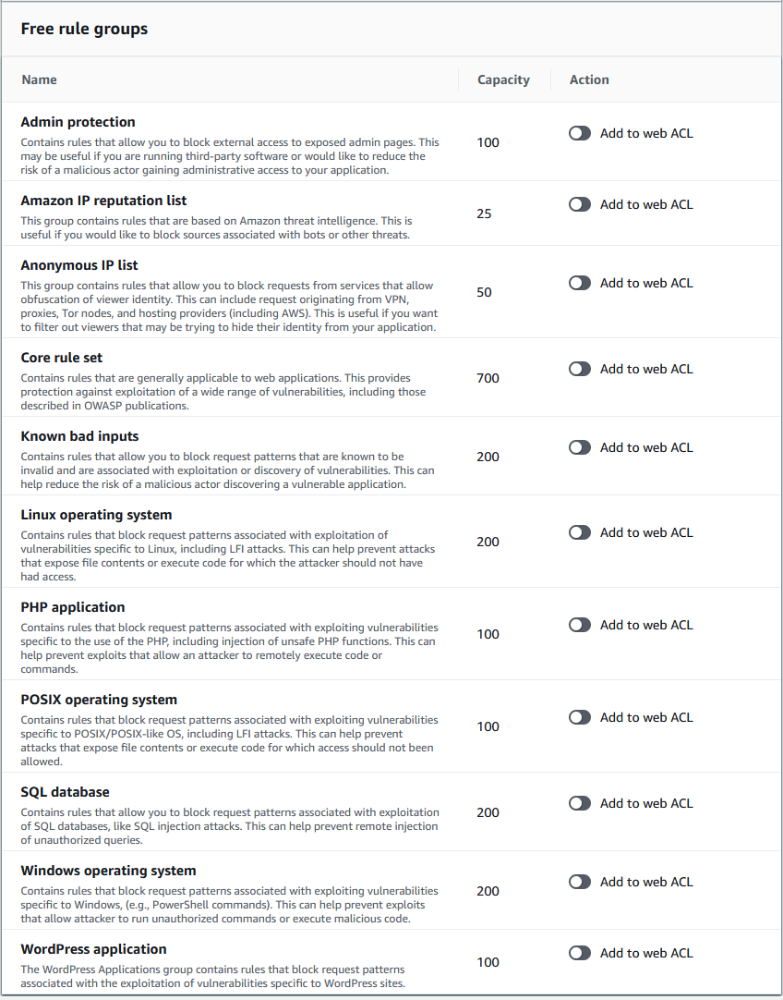 Free rule groups
Name Capacity Action
Admin protection
Contains rules that allow you to block external access to exposed admin pages. This
may be useful if you are running third-party software or would like to reduce the
risk of a malicious actor gaining administrative access to your application.
100
Add to web ACL
Amazon IP reputation list
This group contains rules that are based on Amazon threat intelligence. This is
useful if you would like to block sources associated with bots or other threats.
25
Add to web ACL
Anonymous IP list
This group contains rules that allow you to block requests from services that allow
obfuscation of viewer identity. This can include request originating from VPN,
proxies, Tor nodes, and hosting providers (including AWS). This is useful if you want
to filter out viewers that may be trying to hide their identity from your application.
50
Add to web ACL
Core rule set
Contains rules that are generally applicable to web applications. This provides
protection against exploitation of a wide range of vulnerabilities, including those
described in OWASP publications.
700
Add to web ACL
Known bad inputs
Contains rules that allow you to block request patterns that are known to be
invalid and are associated with exploitation or discovery of vulnerabilities. This can
help reduce the risk of a malicious actor discovering a vulnerable application.
200
Add to web ACL
Linux operating system
Contains rules that block request patterns associated with exploitation of
vulnerabilities specific to Linux, including LFI attacks. This can help prevent attacks
that expose file contents or execute code for which the attacker should not have
had access.
200
Add to web ACL
PHP application
Contains rules that block request patterns associated with exploiting vulnerabilities
specific to the use of the PHP, including injection of unsafe PHP functions. This can
help prevent exploits that allow an attacker to remotely execute code or
commands.
100
Add to web ACL
POSIX operating system
Contains rules that block request patterns associated with exploiting vulnerabilities
specific to POSIX/POSIX-like OS, including LFI attacks. This can help prevent
attacks that expose file contents or execute code for which access should not been
allowed.
100
Add to web ACL
SQL database
Contains rules that allow you to block request patterns associated with exploitation
of SQL databases, like SQL injection attacks. This can help prevent remote injection
of unauthorized queries.
200
Add to web ACL
Windows operating system
Contains rules that block request patterns associated with exploiting vulnerabilities
specific to Windows, (e.g., PowerShell commands). This can help prevent exploits
that allow attacker to run unauthorized commands or execute malicious code.
200
Add to web ACL
WordPress application
The WordPress Applications group contains rules that block request patterns
associated with the exploitation of vulnerabilities specific to WordPress sites.
100
Add to web ACL